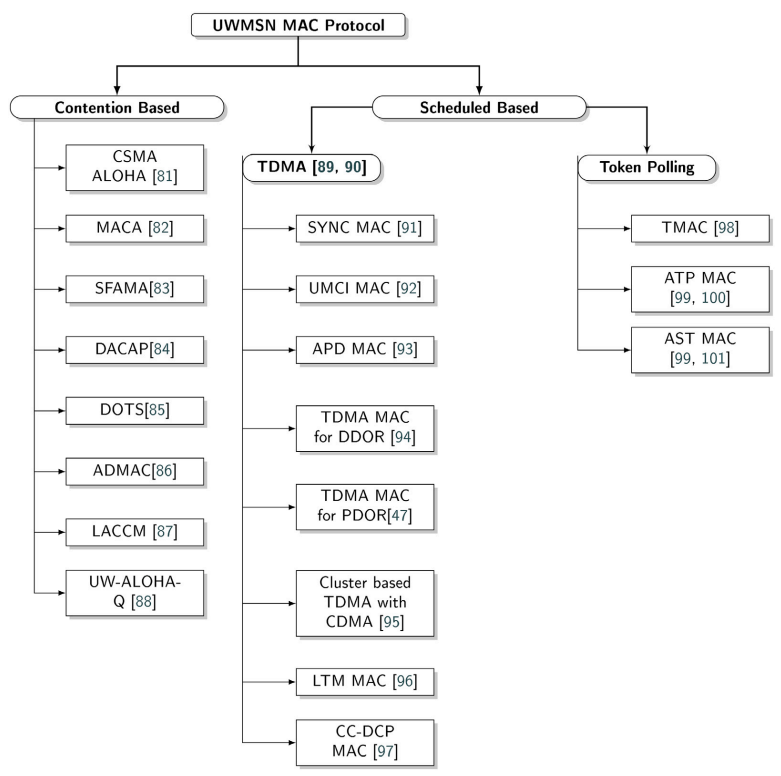 UWMSN MAC Protocol
Contention Based
Scheduled Based
CSMA
ALOHA [81]
MACA [82]
SFAMA[83]
DACAP[84]
DOTS[85]
ADMAC[86]
LACCM [87]
UW-ALOHA-
Q [88]
TDMA [89, 90]
SYNC MAC [91]
UMCI MAC [92]
APD MAC [93]
TDMA MAC
for DDOR [94]
TDMA MAC
for PDOR[47]
Cluster based
TDMA with
CDMA [95]
LTM MAC [96]
CC-DCP
MAC [97]
Token Polling
TMAC [98]
ATP MAC
[99, 100]
AST MAC
[99, 101]